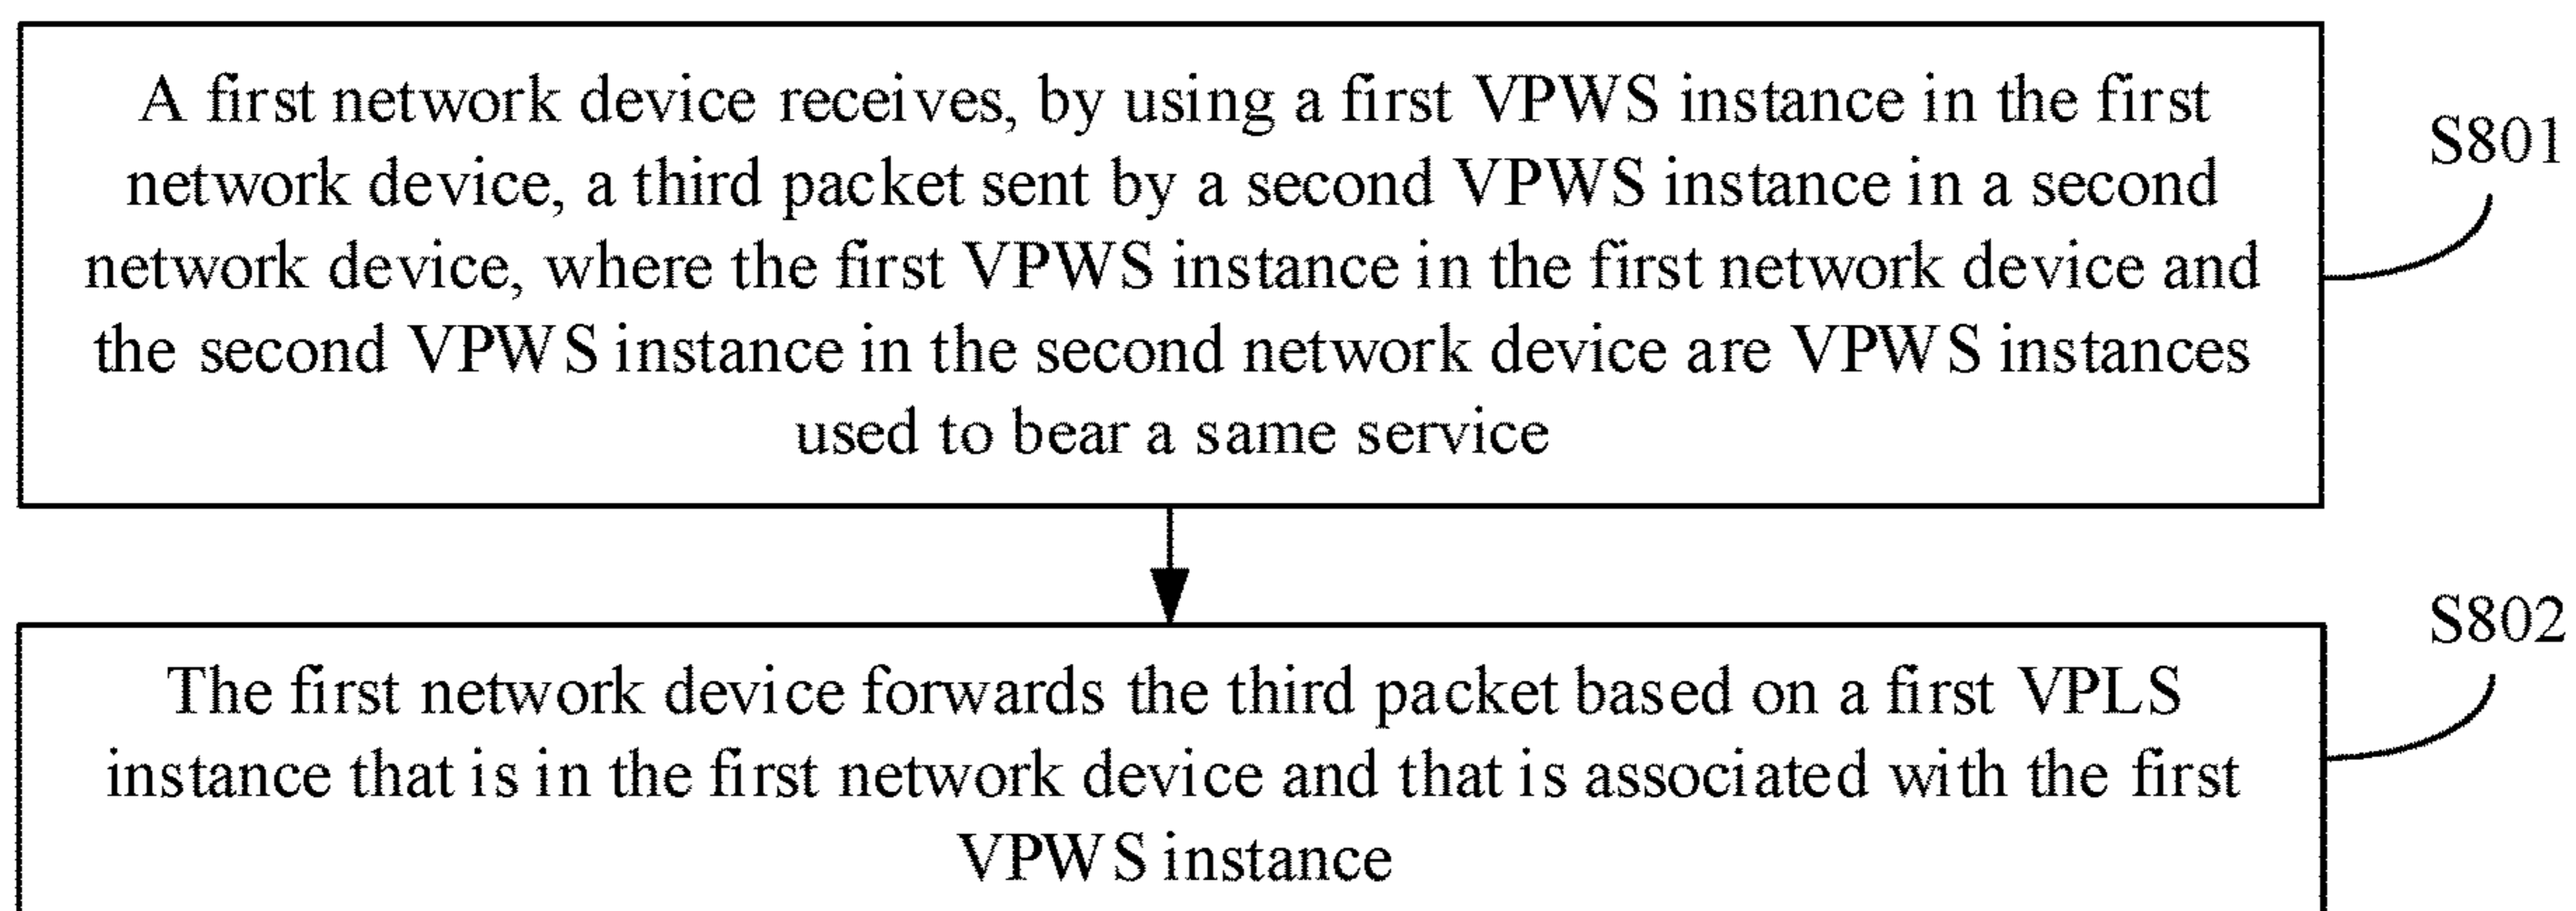 A first network device receives, by using a first VPWS instance in the first
network device, a third packet sent by a second VPWS instance in a second
network device, where the first VPWS instance in the first network device and
the second VPWS instance in the second network device are VPWS instances
used to bear a same service
S801
The first network device forwards the third packet based on a first VPLS
instance that is in the first network device and that is associated with the first
VPWS instance
S802